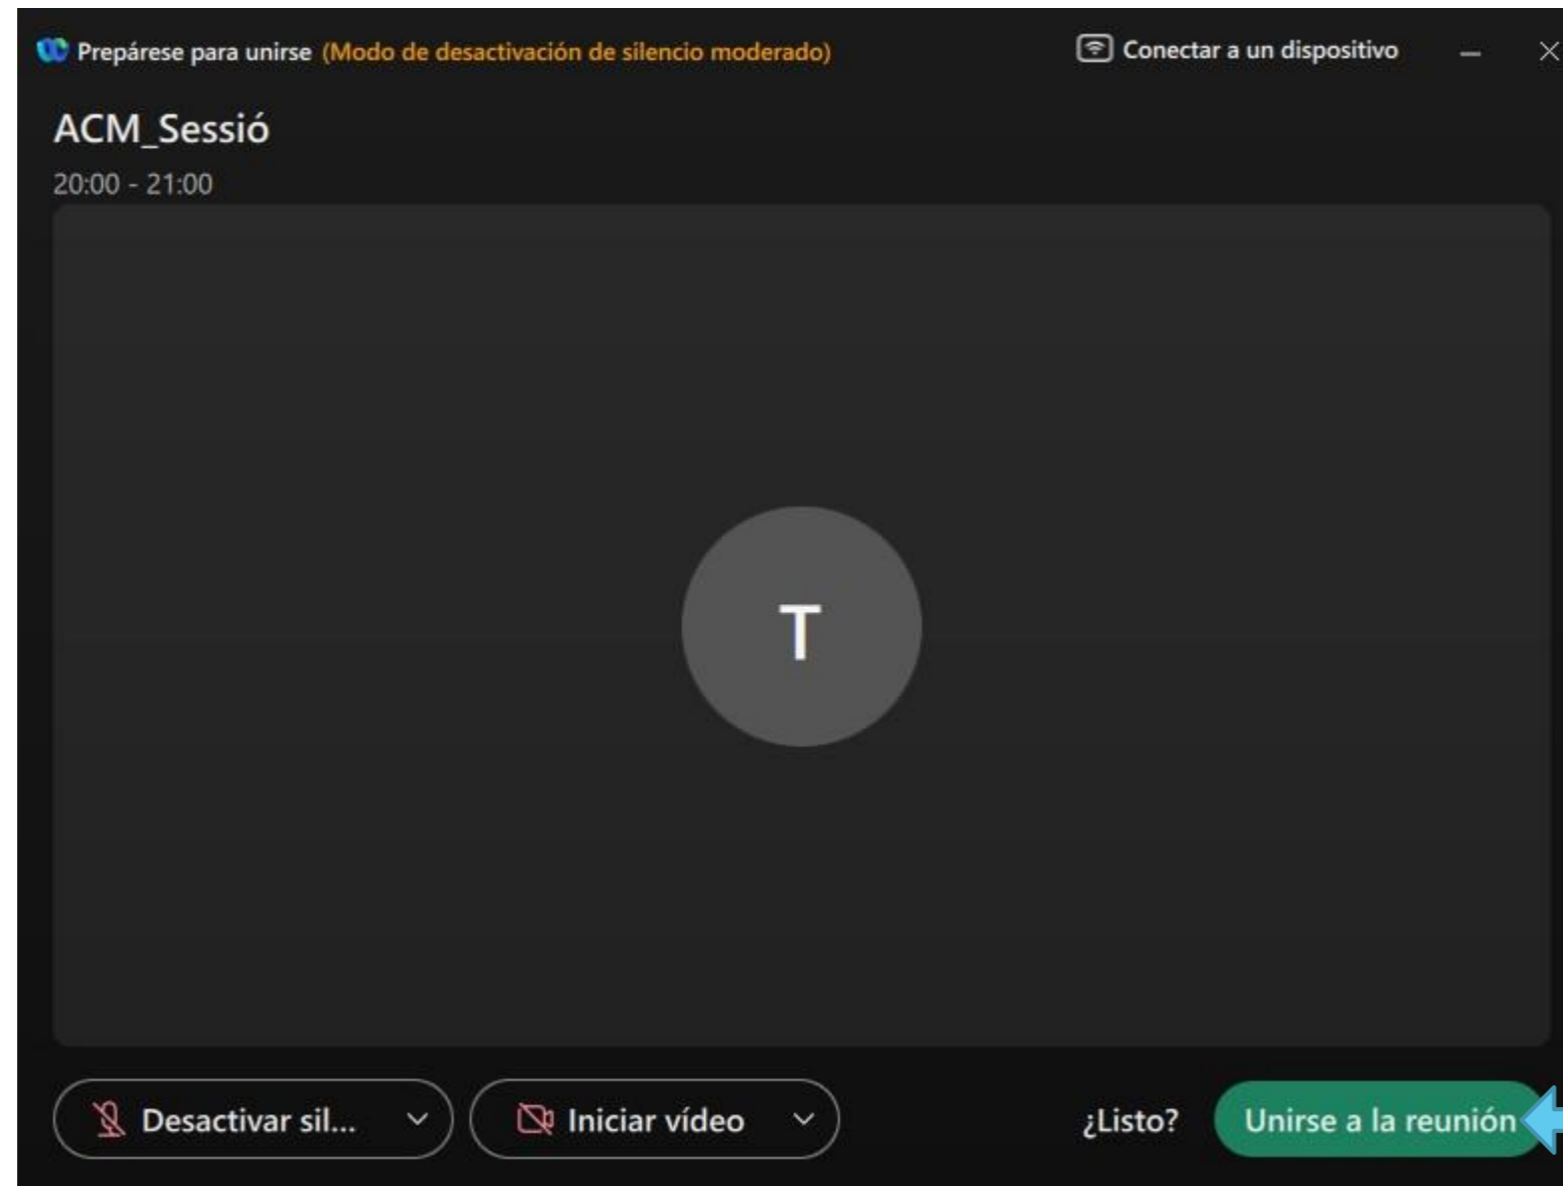 Prepárese para unirse (Modo de desactivación de silencio moderado) Conectar a un dispositivo
ACM_Sessió
20:00 - 21:00
T
Desactivar sil... Iniciar vídeo ¿Listo? Unirse a la reunión